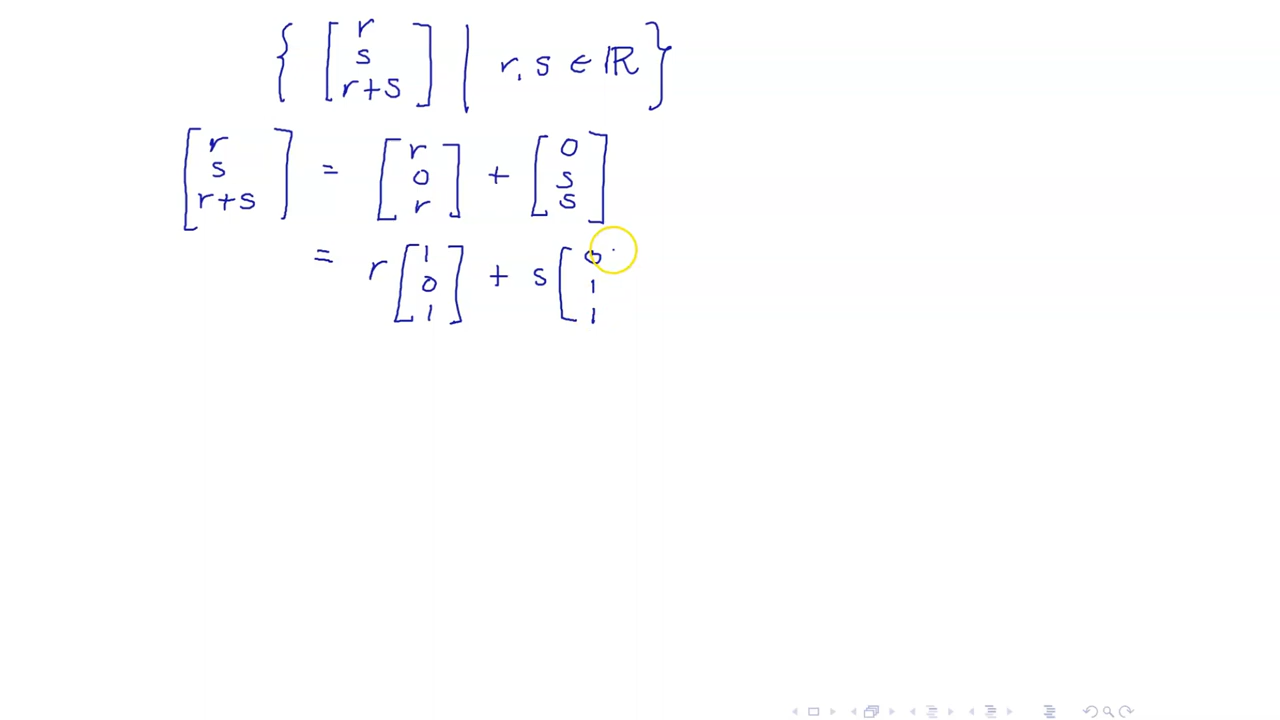 { [ r s r+s ] | r, s ∈ ℝ }
[ r s r+s ] = [ r 0 r ] + [ 0 s s ]
= r [ 1 0 1 ] + s [ 0 1 1